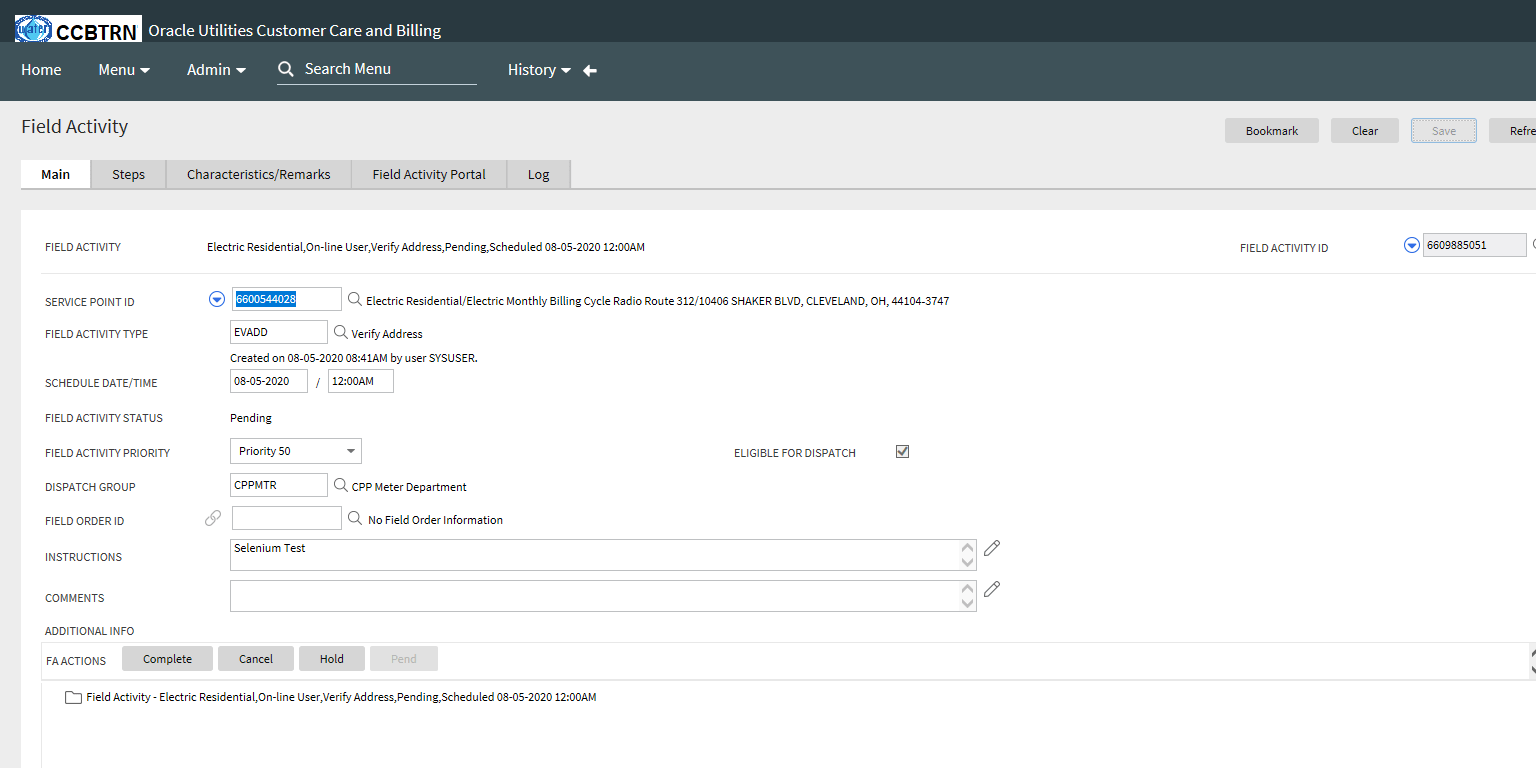 water CCBTRN Oracle Utilities Customer Care and Billing
Home Menu Admin Search Menu History
Field Activity
Bookmark Clear Save Refre
Main Steps Characteristics/Remarks Field Activity Portal Log
FIELD ACTIVITY Electric Residential,On-line User,Verify Address,Pending,Scheduled 08-05-2020 12:00AM FIELD ACTIVITY ID 6609885051
SERVICE POINT ID 6600544028 Electric Residential/Electric Monthly Billing Cycle Radio Route 312/10406 SHAKER BLVD, CLEVELAND, OH, 44104-3747
FIELD ACTIVITY TYPE EVADD Verify Address
Created on 08-05-2020 08:41AM by user SYSUSER.
SCHEDULE DATE/TIME 08-05-2020 / 12:00AM
FIELD ACTIVITY STATUS Pending
FIELD ACTIVITY PRIORITY Priority 50 ELIGIBLE FOR DISPATCH
DISPATCH GROUP CPPMTR CPP Meter Department
FIELD ORDER ID No Field Order Information
INSTRUCTIONS Selenium Test
COMMENTS
ADDITIONAL INFO
FA ACTIONS Complete Cancel Hold Pend
Field Activity - Electric Residential,On-line User,Verify Address,Pending,Scheduled 08-05-2020 12:00AM